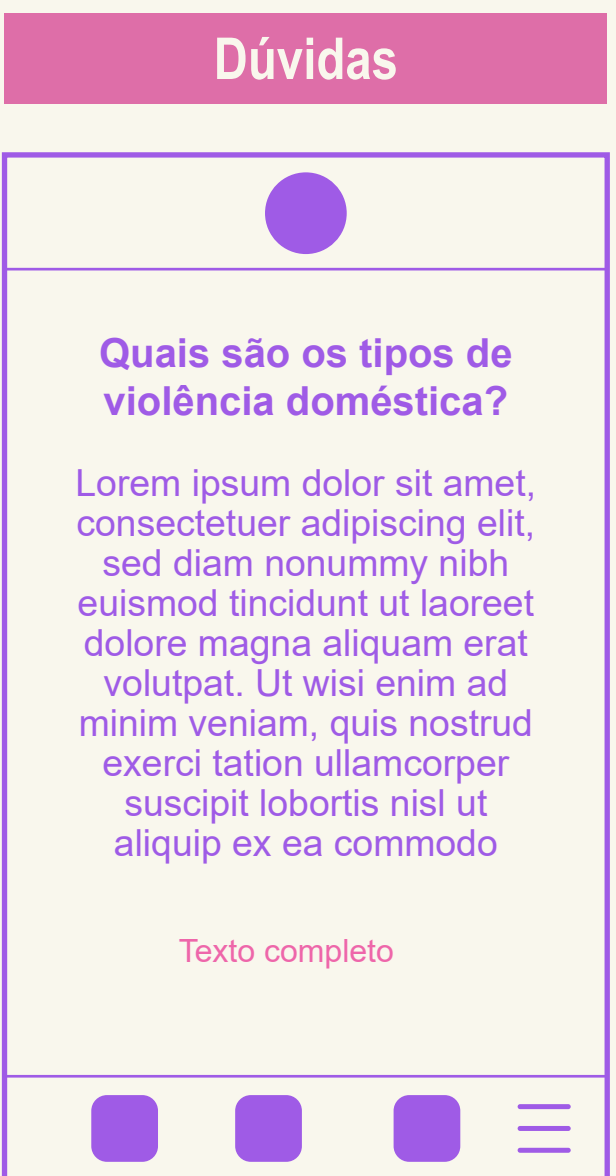 Dúvidas
Quais são os tipos de
violência doméstica?
Lorem ipsum dolor sit amet,
consectetuer adipiscing elit,
sed diam nonummy nibh
euismod tincidunt ut laoreet
dolore magna aliquam erat
volutpat. Ut wisi enim ad
minim veniam, quis nostrud
exerci tation ullamcorper
suscipit lobortis nisl ut
aliquip ex ea commodo
Texto completo